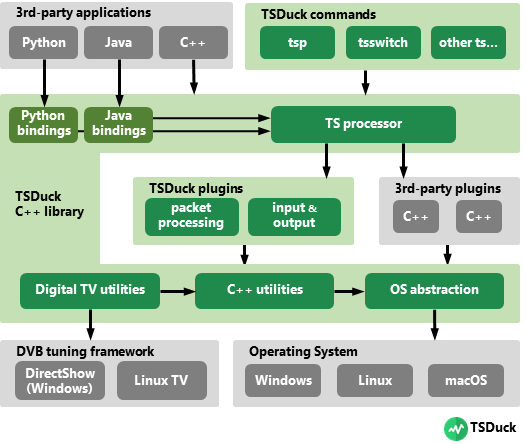 3rd-party applications
Python
Java
C++
TSDuck commands
tsp
tsswitch
other ts...
Python
bindings
Java
bindings
TS processor
TSDuck
C++ library
TSDuck plugins
packet
processing
input &
output
3rd-party plugins
C++
C++
Digital TV utilities
C++ utilities
OS abstraction
DVB tuning framework
DirectShow
(Windows)
Linux TV
Operating System
Windows
Linux
macOS
TSDuck